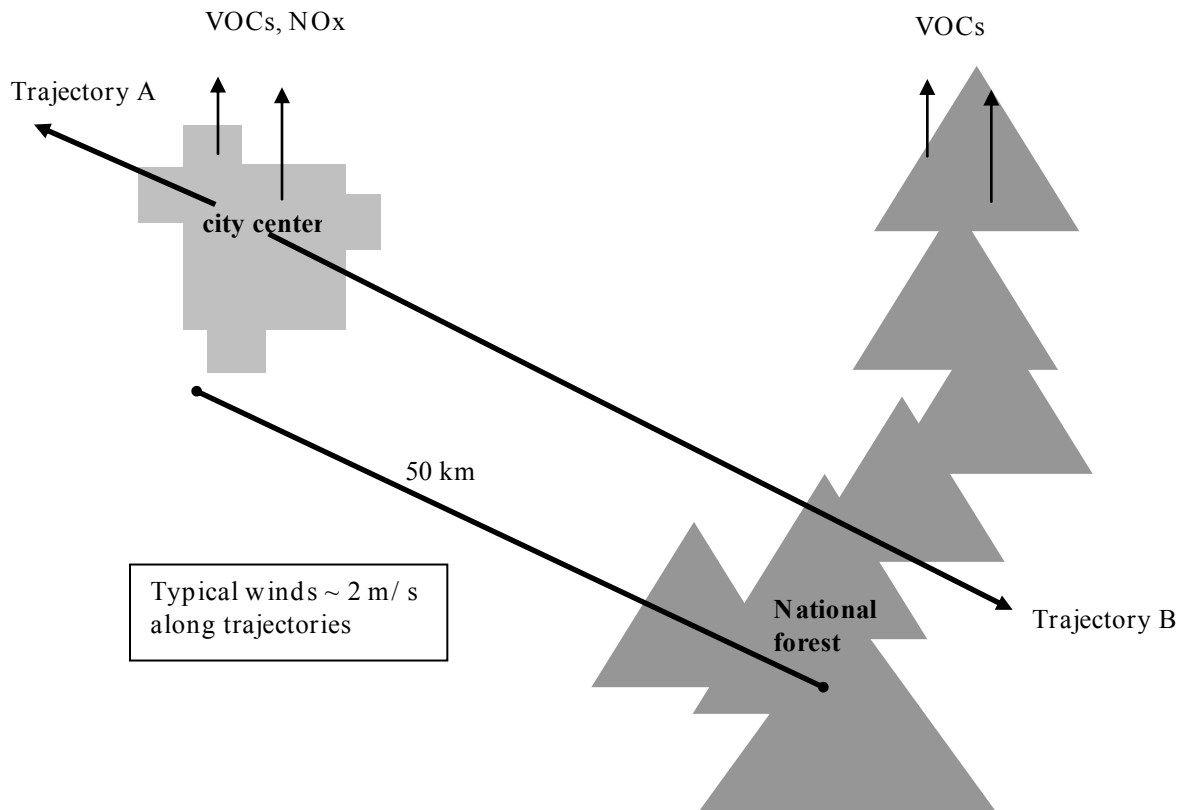 VOCs, NOx
VOCs
Trajectory A
city center
50 km
Typical winds ~ 2 m/s
along trajectories
National
forest
Trajectory B